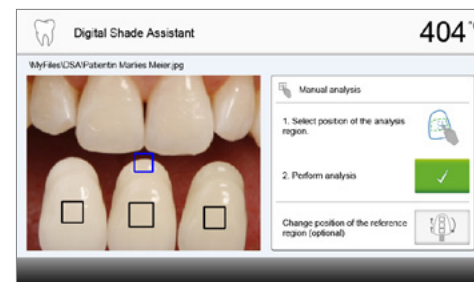 Digital Shade Assistant
404°
\MyFiles\DSA\Patientin Marlies Meier.jpg
Manual analysis
1. Select position of the analysis
region.
2. Perform analysis
Change position of the reference
region (optional)